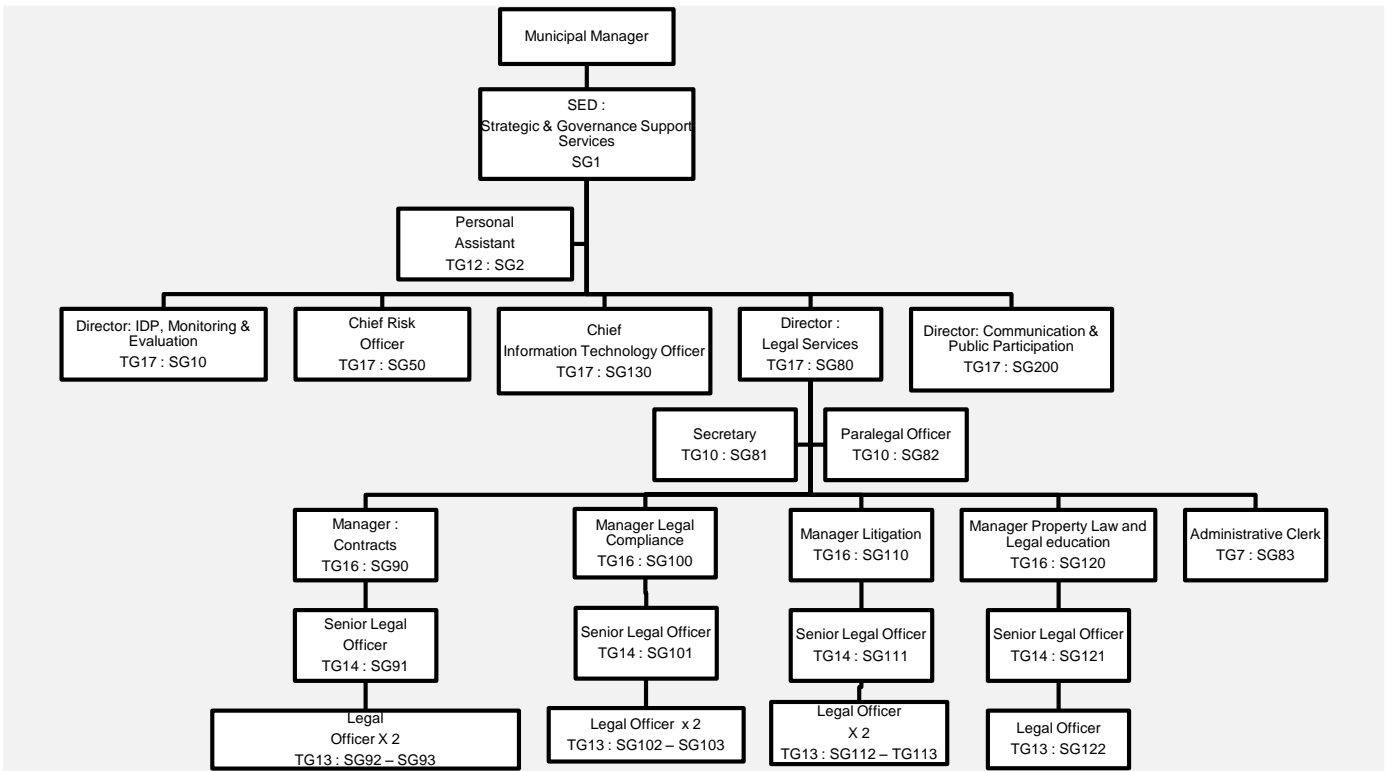 Municipal Manager
SED :
Strategic & Governance Support
Services
SG1
Personal
Assistant
TG12 : SG2
Director: IDP, Monitoring &
Evaluation
TG17 : SG10
Chief Risk
Officer
TG17 : SG50
Chief
Information Technology Officer
TG17 : SG130
Director :
Legal Services
TG17 : SG80
Director: Communication &
Public Participation
TG17 : SG200
Secretary
TG10 : SG81
Paralegal Officer
TG10 : SG82
Manager :
Contracts
TG16 : SG90
Manager Legal
Compliance
TG16 : SG100
Manager Litigation
TG16 : SG110
Manager Property Law and
Legal education
TG16 : SG120
Administrative Clerk
TG7 : SG83
Senior Legal
Officer
TG14 : SG91
Senior Legal Officer
TG14 : SG101
Senior Legal Officer
TG14 : SG111
Senior Legal Officer
TG14 : SG121
Legal
Officer X 2
TG13 : SG92 – SG93
Legal Officer x 2
TG13 : SG102 – SG103
Legal Officer
X 2
TG13 : SG112 – TG113
Legal Officer
TG13 : SG122